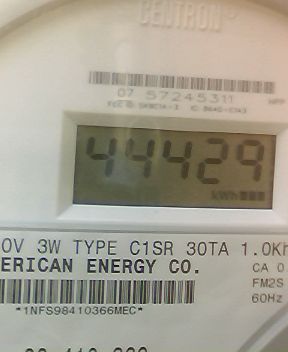 CENTRON
07 57245311
44429
kWh
0V 3W TYPE C1SR 30TA 1.0Kh
ERICAN ENERGY CO.
CA 0.
FM2S
60Hz
*1NFS98410366MEC*